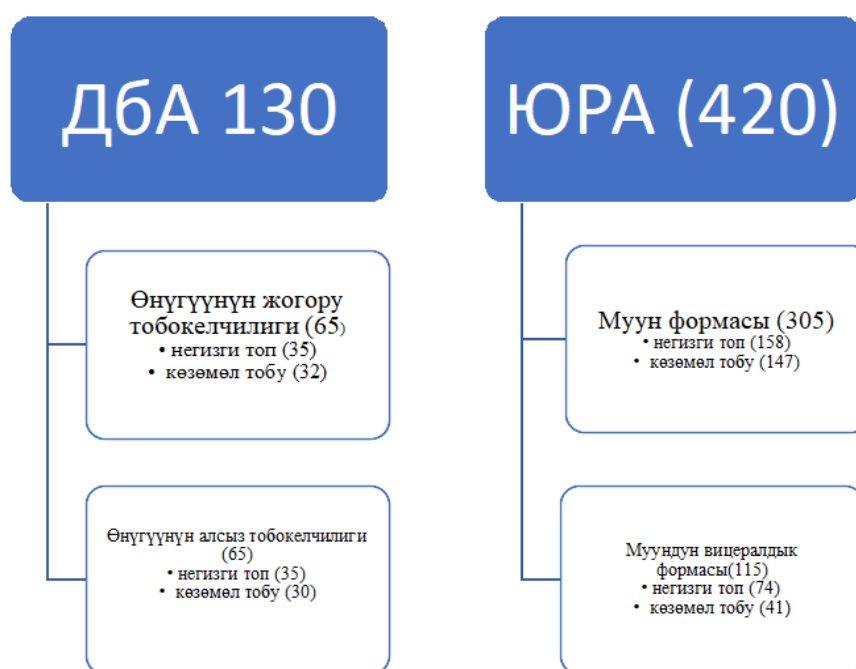 ДбА 130
Өнүгүүнүн жогору
тобокелчилиги (65)
• негизги топ (35)
• көзөмөл тобу (32)
Өнүгүүнүн алсыз тобокелчилиги
(65)
• негизги топ (35)
• көзөмөл тобу (30)
ЮРА (420)
Муун формасы (305)
• негизги топ (158)
• көзөмөл тобу (147)
Муундун вицералдык
формасы(115)
• негизги топ (74)
• көзөмөл тобу (41)